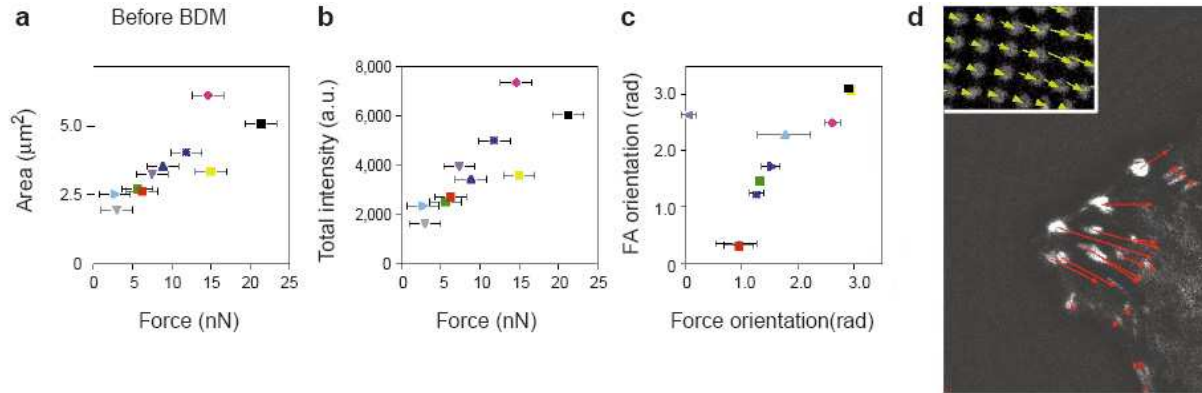 a
Before BDM
b
c
d
Area (μm²)
5.0
2.5
0
0 5 10 15 20 25
Force (nN)
Total intensity (a.u.)
8,000
6,000
4,000
2,000
0
0 5 10 15 20 25
Force (nN)
FA orientation (rad)
3.0
2.0
1.0
0
0 1.0 2.0 3.0
Force orientation(rad)